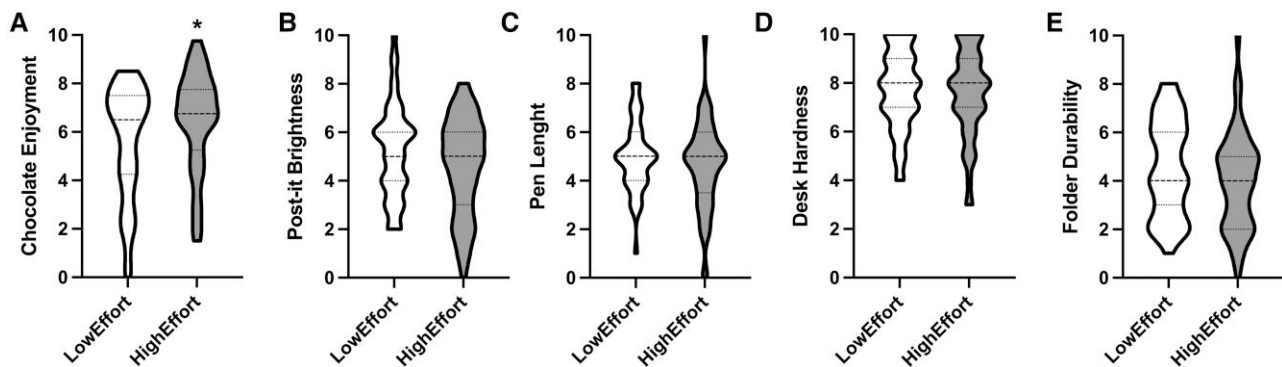 A
Chocolate Enjoyment
10
8
6
4
2
0
*
LowEffort
HighEffort
B
Post-it Brightness
10
8
6
4
2
0
LowEffort
HighEffort
C
Pen Lenght
10
8
6
4
2
0
LowEffort
HighEffort
D
Desk Hardness
10
8
6
4
2
0
LowEffort
HighEffort
E
Folder Durability
10
8
6
4
2
0
LowEffort
HighEffort